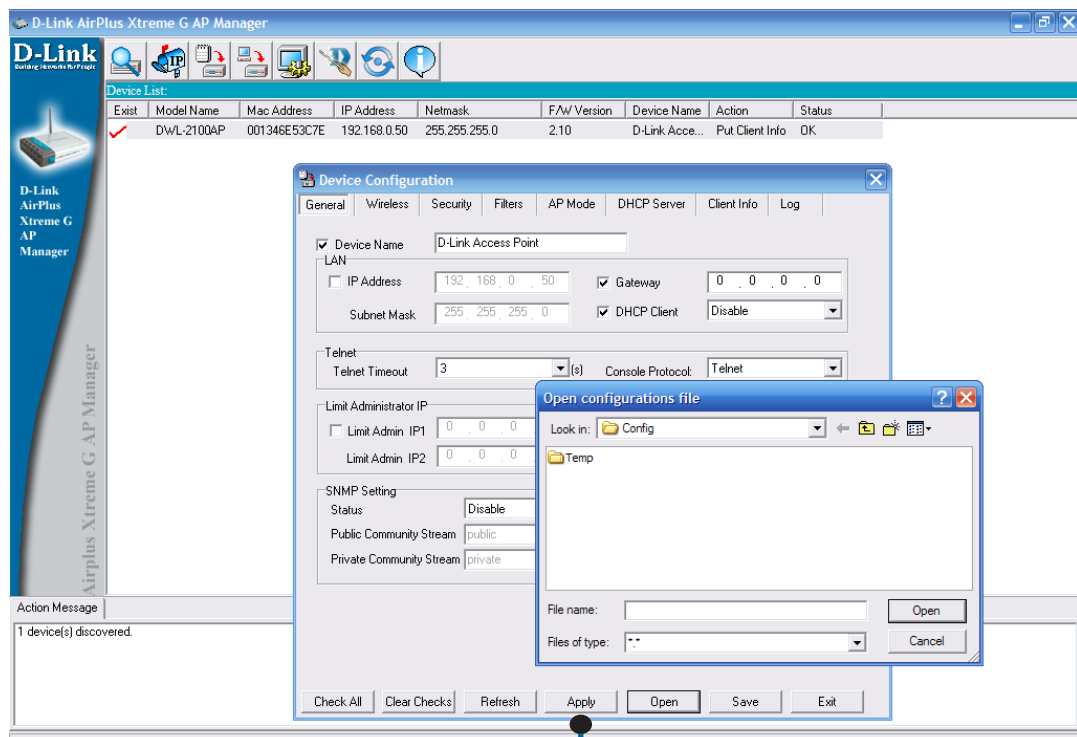 D-Link AirPlus Xtreme G AP Manager
D-Link
Building Networks for People
IP
Device List:
Exist Model Name Mac Address IP Address Netmask F/W Version Device Name Action Status
DWL-2100AP 001346E53C7E 192.168.0.50 255.255.255.0 2.10 D-Link Acce... Put Client Info OK
D-Link
AirPlus
Xtreme G
AP
Manager
Airplus Xtreme G AP Manager
Device Configuration
General Wireless Security Filters AP Mode DHCP Server Client Info Log
Device Name D-Link Access Point
LAN
IP Address 192 . 168 . 0 . 50 Gateway 0 . 0 . 0 . 0
Subnet Mask 255 . 255 . 255 . 0 DHCP Client Disable
Telnet
Telnet Timeout 3 (s) Console Protocol: Telnet
Limit Administrator IP
Limit Admin IP1 0 . 0 . 0 .
Limit Admin IP2 0 . 0 . 0 .
SNMP Setting
Status Disable
Public Community Stream public
Private Community Stream private
Check All Clear Checks Refresh Apply Open Save Exit
Open configurations file
Look in: Config
Temp
File name: Open
Files of type: *.* Cancel
Action Message
1 device(s) discovered.